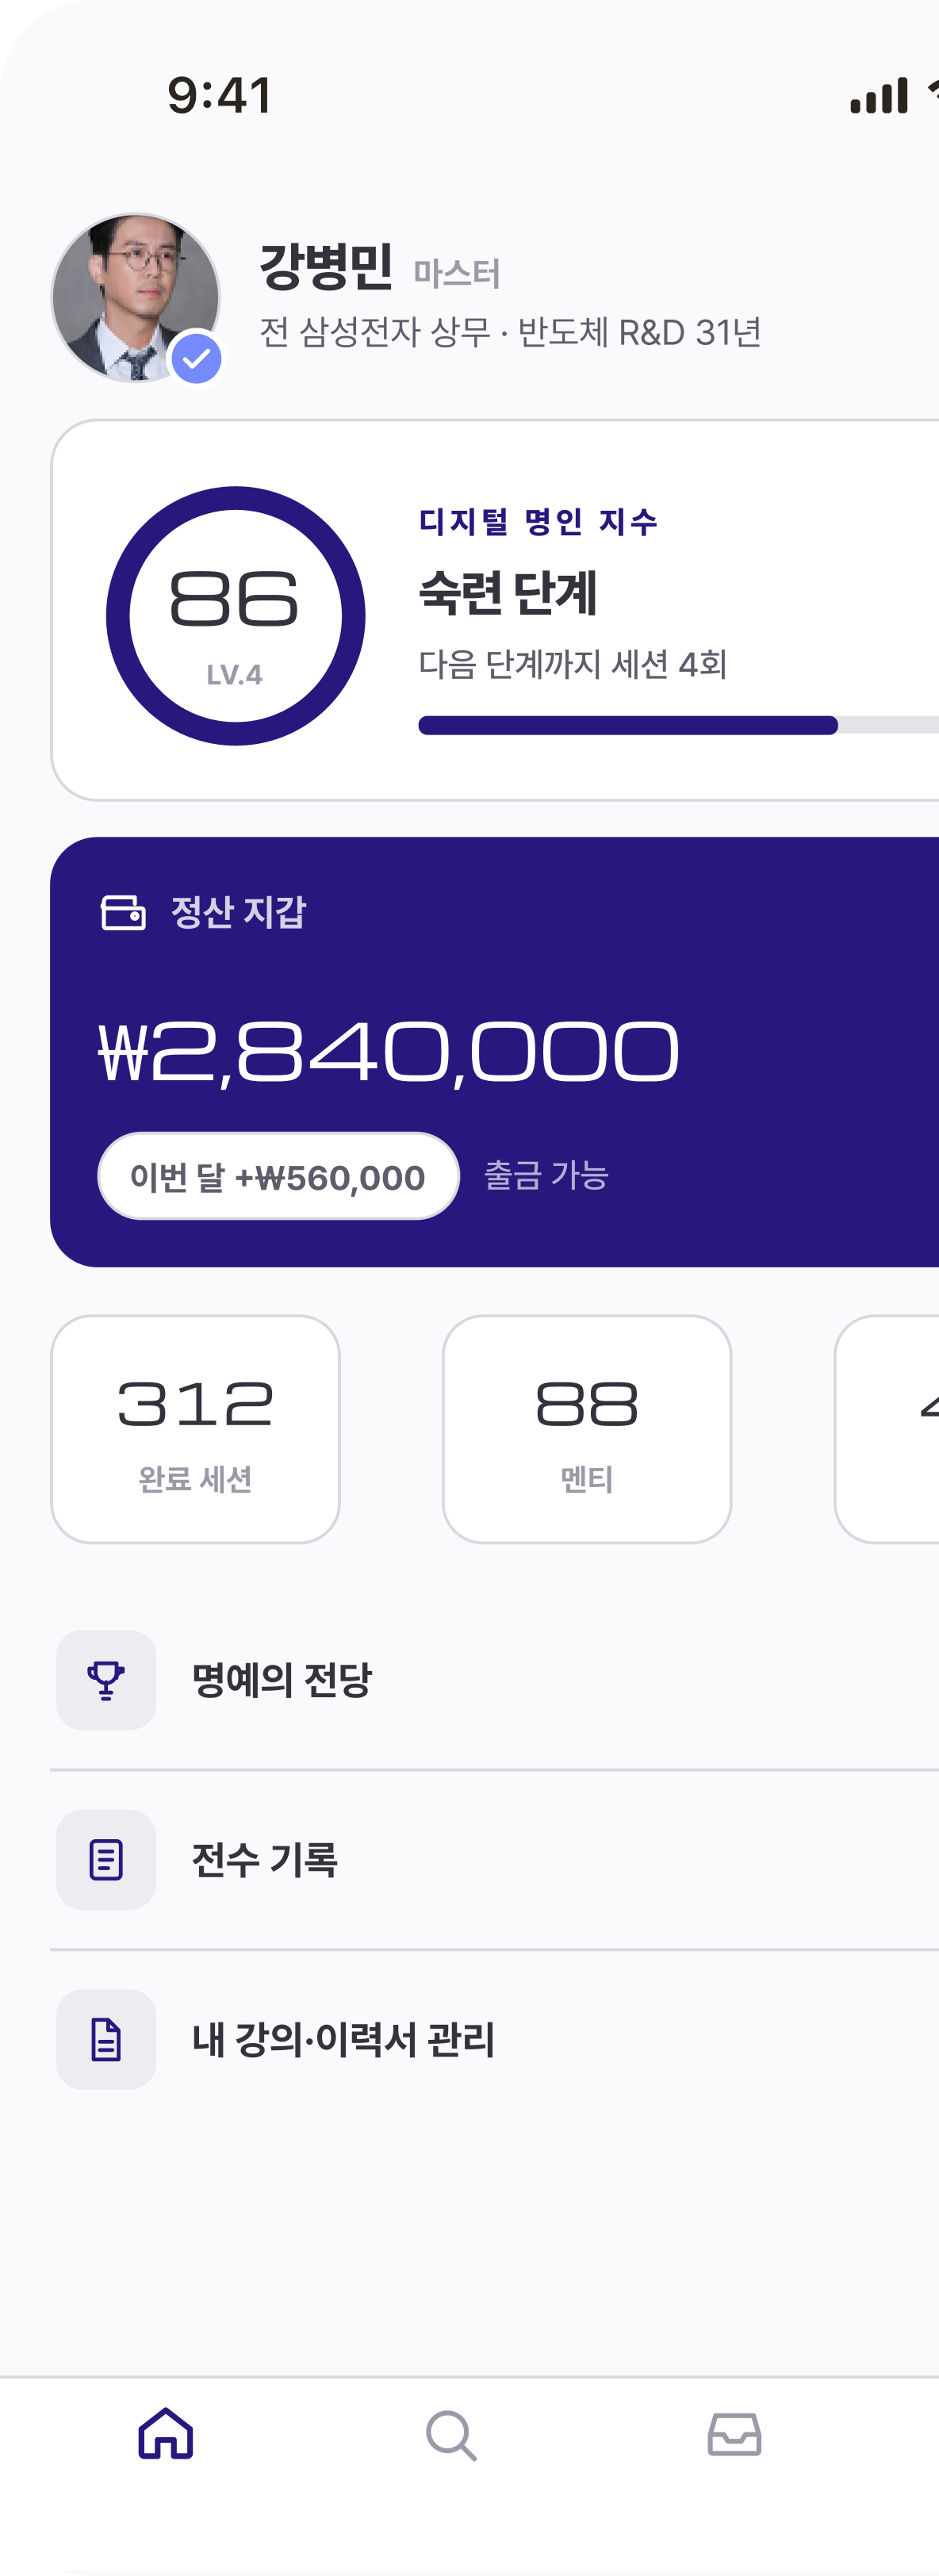 9:41
강병민 마스터
전 삼성전자 상무 · 반도체 R&D 31년
디지털 명인 지수
86
숙련 단계
LV.4
다음 단계까지 세션 4회
정산 지갑
₩2,840,000
이번 달 +₩560,000 출금 가능
312 88
완료 세션 멘티
명예의 전당
전수 기록
내 강의·이력서 관리